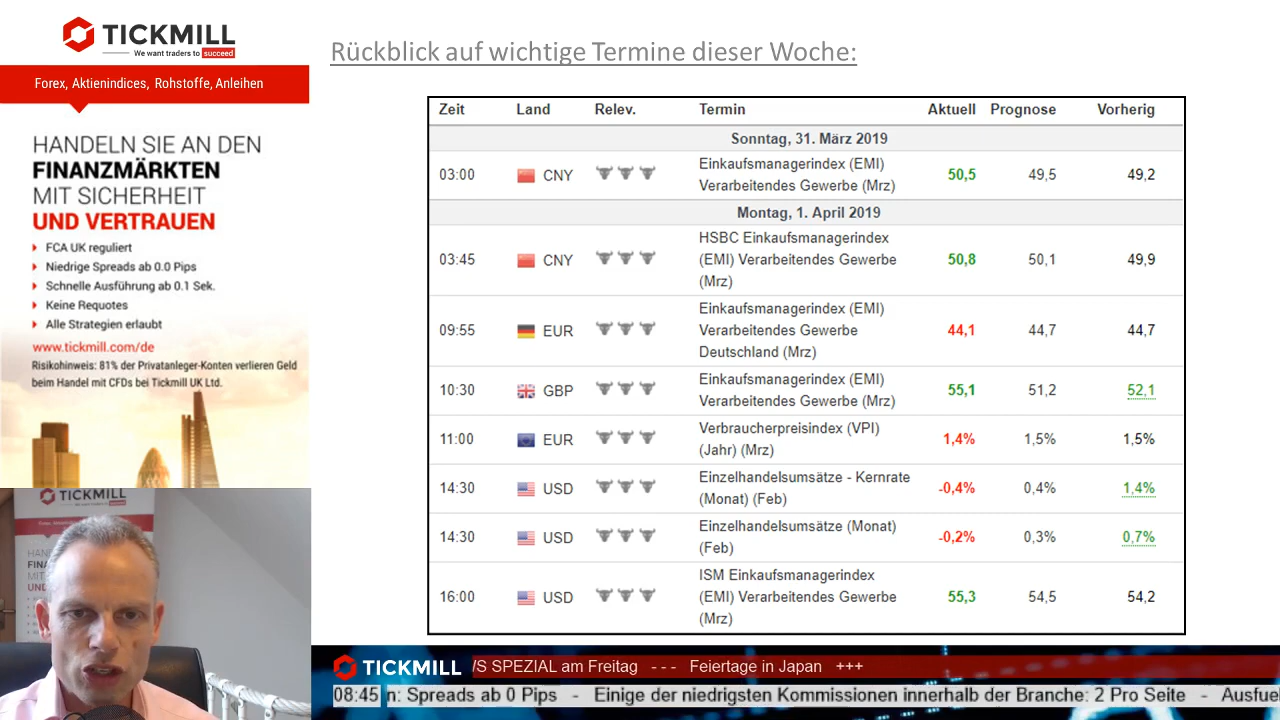 TICKMILL
We want traders to succeed
Forex, Aktienindices, Rohstoffe, Anleihen
HANDELN SIE AN DEN
FINANZMÄRKTEN
MIT SICHERHEIT
UND VERTRAUEN
FCA UK reguliert
Niedrige Spreads ab 0.0 Pips
Schnelle Ausführung ab 0.1 Sek.
Keine Requotes
Alle Strategien erlaubt
www.tickmill.com/de
Risikohinweis: 81% der Privatanleger-Konten verlieren Geld
beim Handel mit CFDs bei Tickmill UK Ltd.
TICKMILL
Rückblick auf wichtige Termine dieser Woche:
Zeit Land Relev. Termin Aktuell Prognose Vorherig
Sonntag, 31. März 2019
Einkaufsmanagerindex (EMI)
03:00 CNY 50,5 49,5 49,2
Verarbeitendes Gewerbe (Mrz)
Montag, 1. April 2019
HSBC Einkaufsmanagerindex
03:45 CNY (EMI) Verarbeitendes Gewerbe 50,8 50,1 49,9
(Mrz)
Einkaufsmanagerindex (EMI)
09:55 EUR Verarbeitendes Gewerbe 44,1 44,7 44,7
Deutschland (Mrz)
Einkaufsmanagerindex (EMI)
10:30 GBP 55,1 51,2 52,1
Verarbeitendes Gewerbe (Mrz)
Verbraucherpreisindex (VPI)
11:00 EUR 1,4% 1,5% 1,5%
(Jahr) (Mrz)
Einzelhandelsumsätze - Kernrate
14:30 USD -0,4% 0,4% 1,4%
(Monat) (Feb)
Einzelhandelsumsätze (Monat)
14:30 USD -0,2% 0,3% 0,7%
(Feb)
ISM Einkaufsmanagerindex
16:00 USD (EMI) Verarbeitendes Gewerbe 55,3 54,5 54,2
(Mrz)
TICKMILL SPEZIAL am Freitag --- Feiertage in Japan +++
08:45 n: Spreads ab 0 Pips - Einige der niedrigsten Kommissionen innerhalb der Branche: 2 Pro Seite - Ausfue